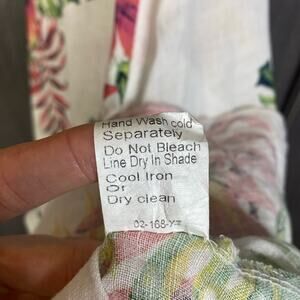 Hand Wash cold
Separately
Do Not Bleach
Line Dry In Shade
Cool Iron
Or
Dry clean